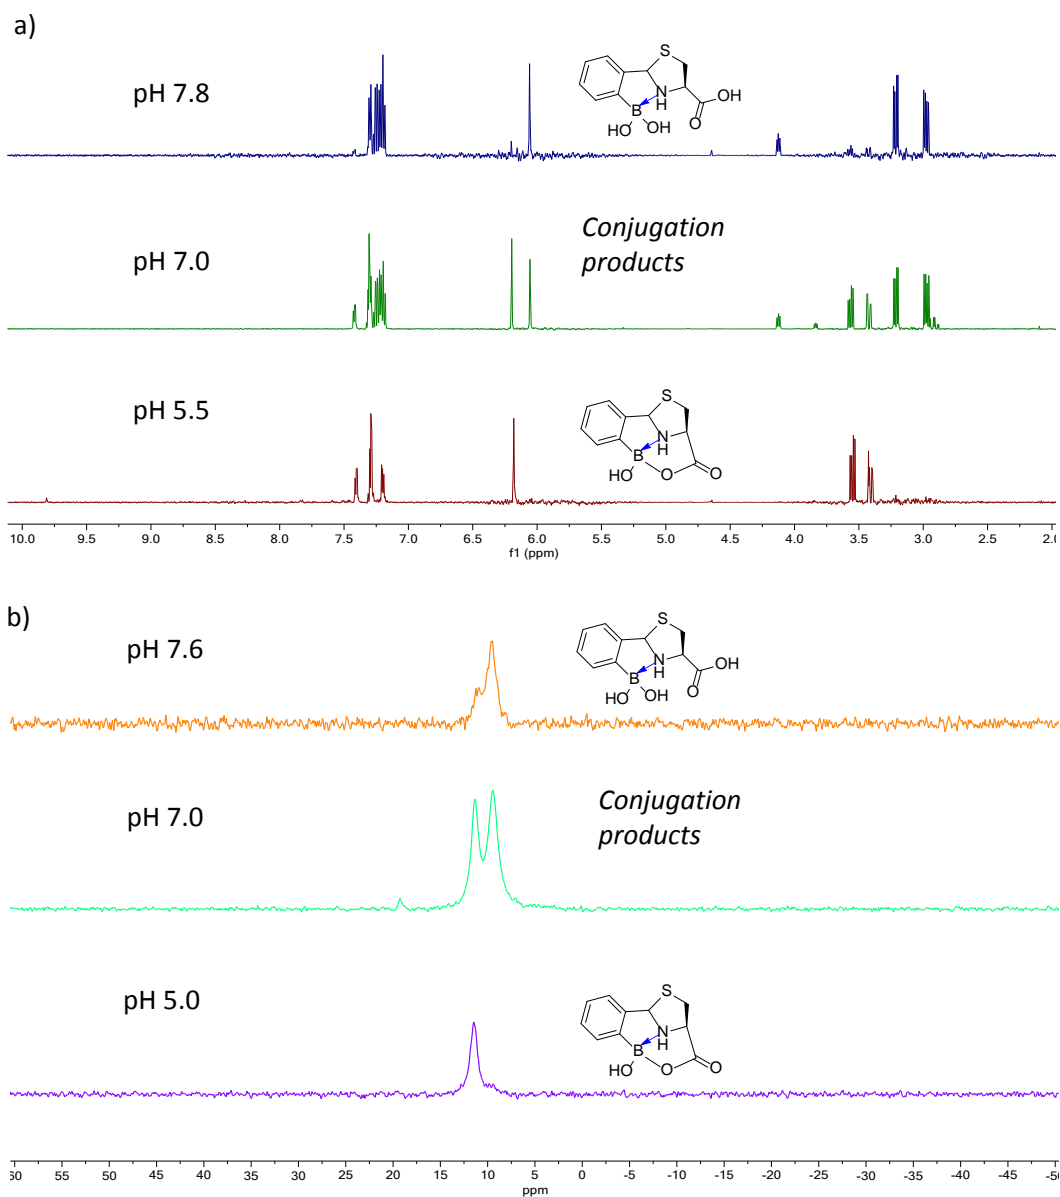 a)
pH 7.8
S
N
H
B
HO
OH
OH
O
pH 7.0
Conjugation
products
pH 5.5
S
N
H
B
HO
O
O
10.0 9.5 9.0 8.5 8.0 7.5 7.0 6.5 6.0 5.5 5.0 4.5 4.0 3.5 3.0 2.5 2.0
f1 (ppm)
b)
pH 7.6
S
N
H
B
HO
OH
OH
O
pH 7.0
Conjugation
products
pH 5.0
S
N
H
B
HO
O
O
60 55 50 45 40 35 30 25 20 15 10 5 0 -5 -10 -15 -20 -25 -30 -35 -40 -45 -50
ppm